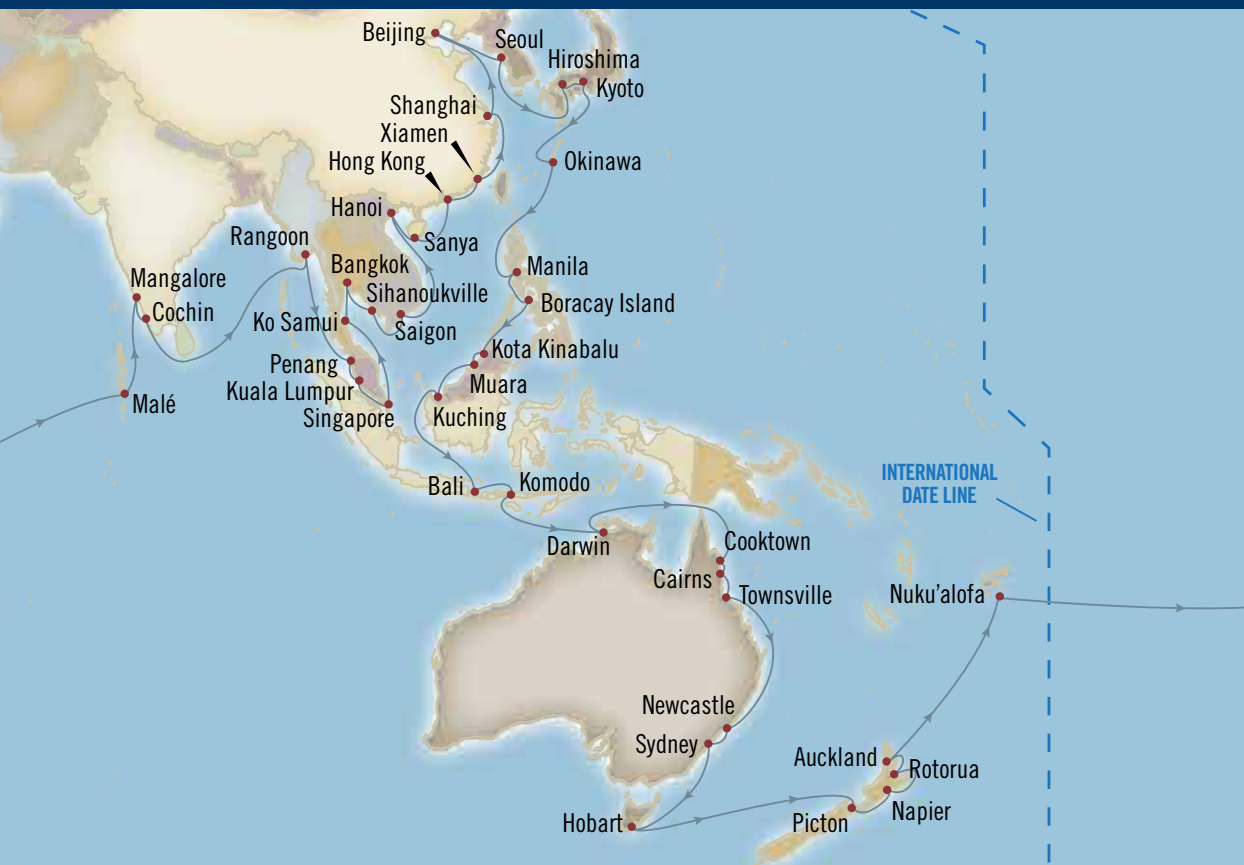 Beijing
Seoul
Hiroshima
Kyoto
Shanghai
Xiamen
Hong Kong
Okinawa
Hanoi
Sanya
Rangoon
Bangkok
Manila
Mangalore
Sihanoukville
Boracay Island
Cochin
Ko Samui
Saigon
Kota Kinabalu
Penang
Muara
Kuala Lumpur
Malé
Singapore
Kuching
INTERNATIONAL
DATE LINE
Bali
Komodo
Darwin
Cooktown
Cairns
Townsville
Nuku'alofa
Newcastle
Sydney
Auckland
Rotorua
Napier
Hobart
Picton